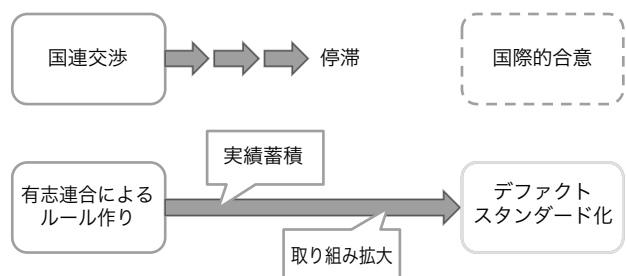 国連交渉
停滞
国際的合意
実績蓄積
有志連合による
ルール作り
デファクト
スタンダード化
取り組み拡大